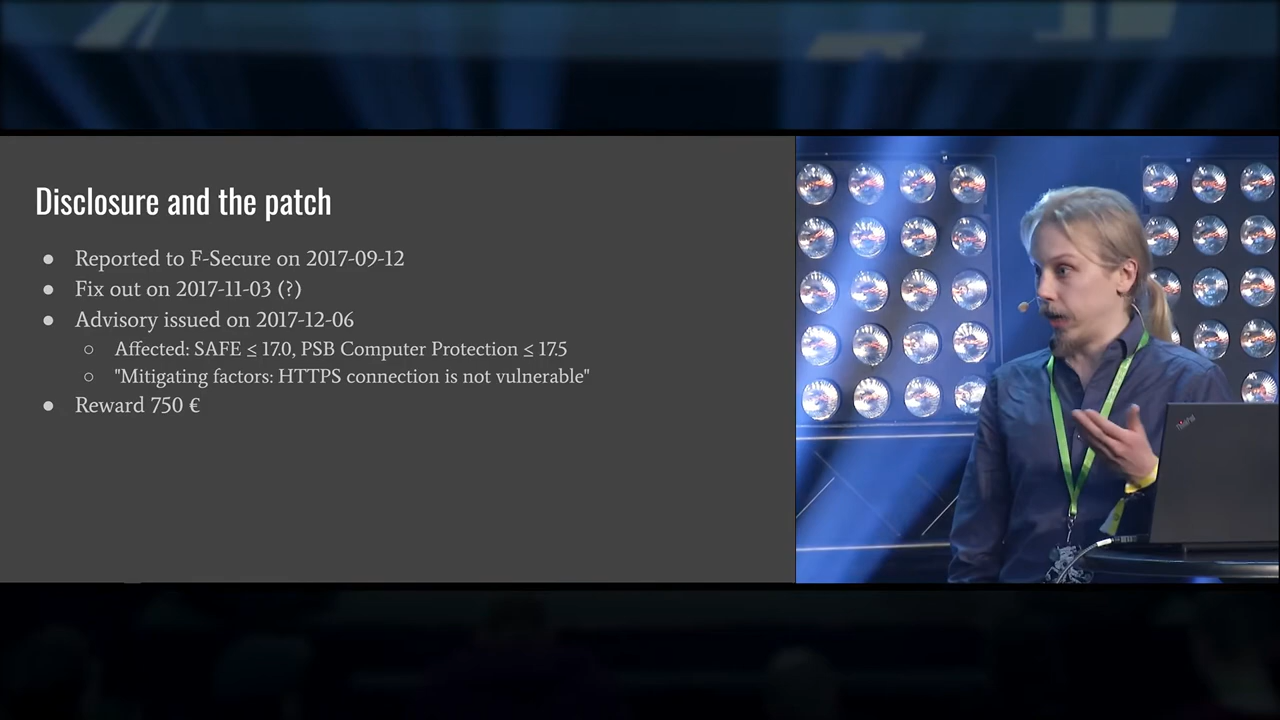 Disclosure and the patch
● Reported to F-Secure on 2017-09-12
● Fix out on 2017-11-03 (?)
● Advisory issued on 2017-12-06
○ Affected: SAFE ≤ 17.0, PSB Computer Protection ≤ 17.5
○ "Mitigating factors: HTTPS connection is not vulnerable"
● Reward 750 €
ThinkPad